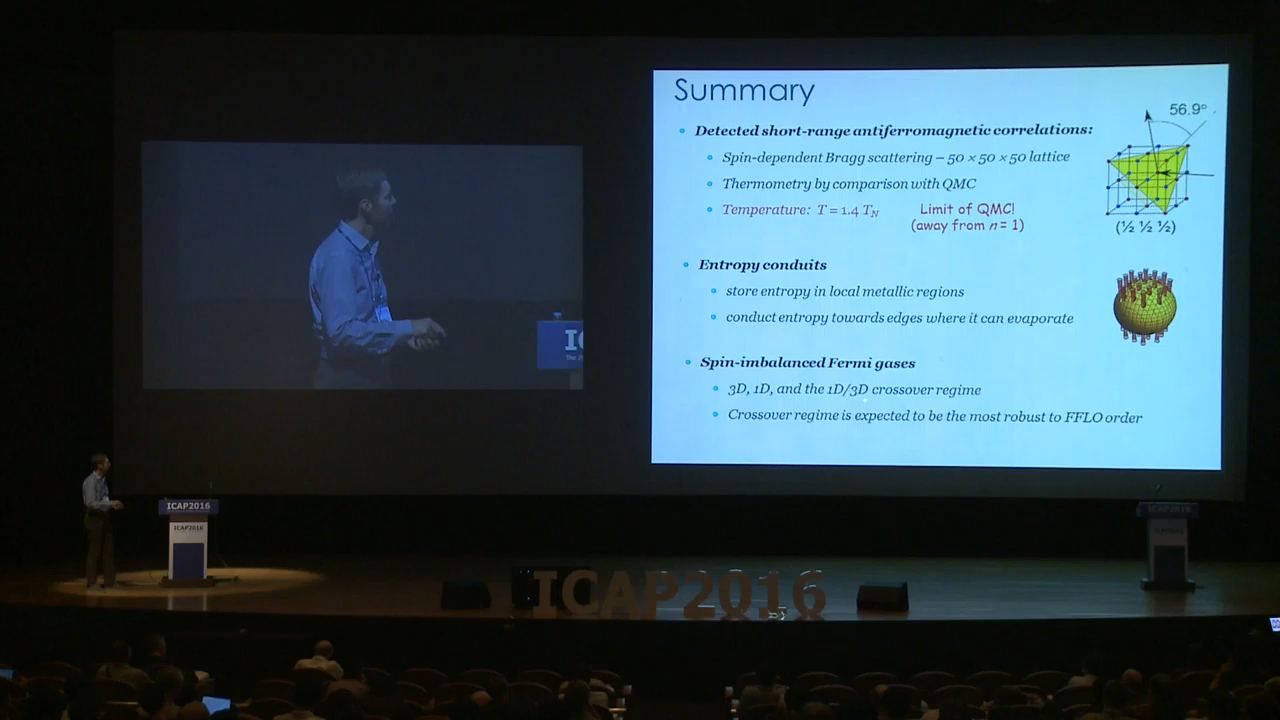 Summary
56.9°
Detected short-range antiferromagnetic correlations:
Spin-dependent Bragg scattering – 50 × 50 × 50 lattice
Thermometry by comparison with QMC
Temperature: T = 1.4 TN
Limit of QMC!
(away from n = 1)
(½ ½ ½)
Entropy conduits
store entropy in local metallic regions
conduct entropy towards edges where it can evaporate
Spin-imbalanced Fermi gases
3D, 1D, and the 1D/3D crossover regime
Crossover regime is expected to be the most robust to FFLO order
ICAP2016
ICAP2016
ICAP2016
ICAP2016